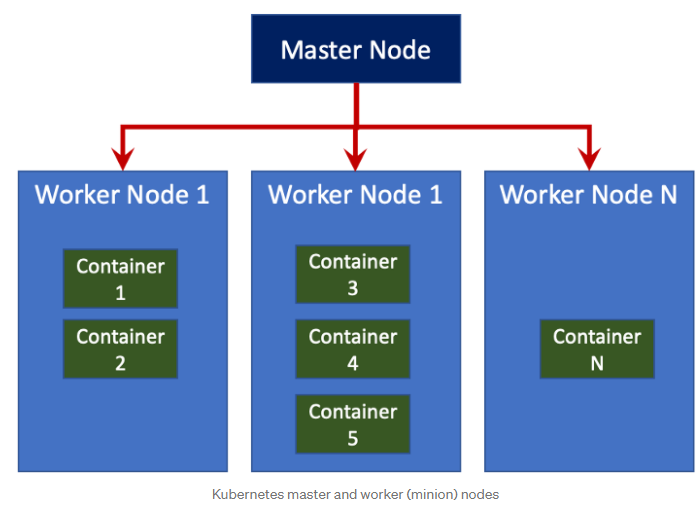 Master Node
Worker Node 1
Worker Node 1
Worker Node N
Container
1
Container
2
Container
3
Container
4
Container
5
Container
N
Kubernetes master and worker (minion) nodes